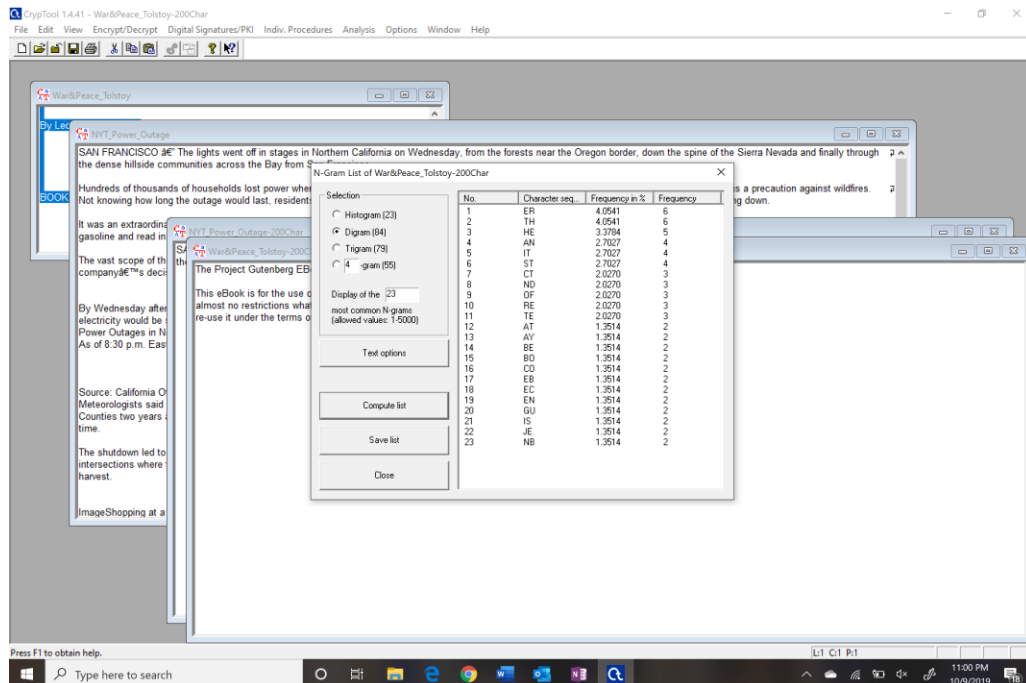 CrypTool 1.4.41 - War&Peace_Tolstoy-200Char
File Edit View Encrypt/Decrypt Digital Signatures/PKI Indiv. Procedures Analysis Options Window Help
War&Peace_Tolstoy
By Leo
BOOK
NYT_Power_Outage
SAN FRANCISCO â€” The lights went off in stages in Northern California on Wednesday, from the forests near the Oregon border, down the spine of the Sierra Nevada and finally through
the dense hillside communities across the Bay from San Francisco.
Hundreds of thousands of households lost power whe
s a precaution against wildfires.
Not knowing how long the outage would last, resident
ng down.
It was an extraordina
gasoline and read in
The vast scope of th
companyâ€™s deci
By Wednesday after
electricity would be
Power Outages in N
As of 8:30 p.m. Eas
Source: California O
Meteorologists said
Counties two years
time.
The shutdown led to
intersections where
harvest.
ImageShopping at a
NYT_Power_Outage-200Char
SA
the
War&Peace_Tolstoy-200C
The Project Gutenberg EB
This eBook is for the use o
almost no restrictions wha
re-use it under the terms o
N-Gram List of War&Peace_Tolstoy-200Char
Selection
Histogram (23)
Digram (84)
Trigram (79)
4 -gram (55)
Display of the 23
most common N-grams
(allowed values: 1-5000)
Text options
Compute list
Save list
Close
No. Character seq... Frequency in % Frequency
1 ER 4.0541 6
2 TH 4.0541 6
3 HE 3.3784 5
4 AN 2.7027 4
5 IT 2.7027 4
6 ST 2.7027 4
7 CT 2.0270 3
8 ND 2.0270 3
9 OF 2.0270 3
10 RE 2.0270 3
11 TE 2.0270 3
12 AT 1.3514 2
13 AY 1.3514 2
14 BE 1.3514 2
15 BO 1.3514 2
16 CO 1.3514 2
17 EB 1.3514 2
18 EC 1.3514 2
19 EN 1.3514 2
20 GU 1.3514 2
21 IS 1.3514 2
22 JE 1.3514 2
23 NB 1.3514 2
Press F1 to obtain help.
L:1 C:1 P:1
Type here to search
11:00 PM
10/9/2019